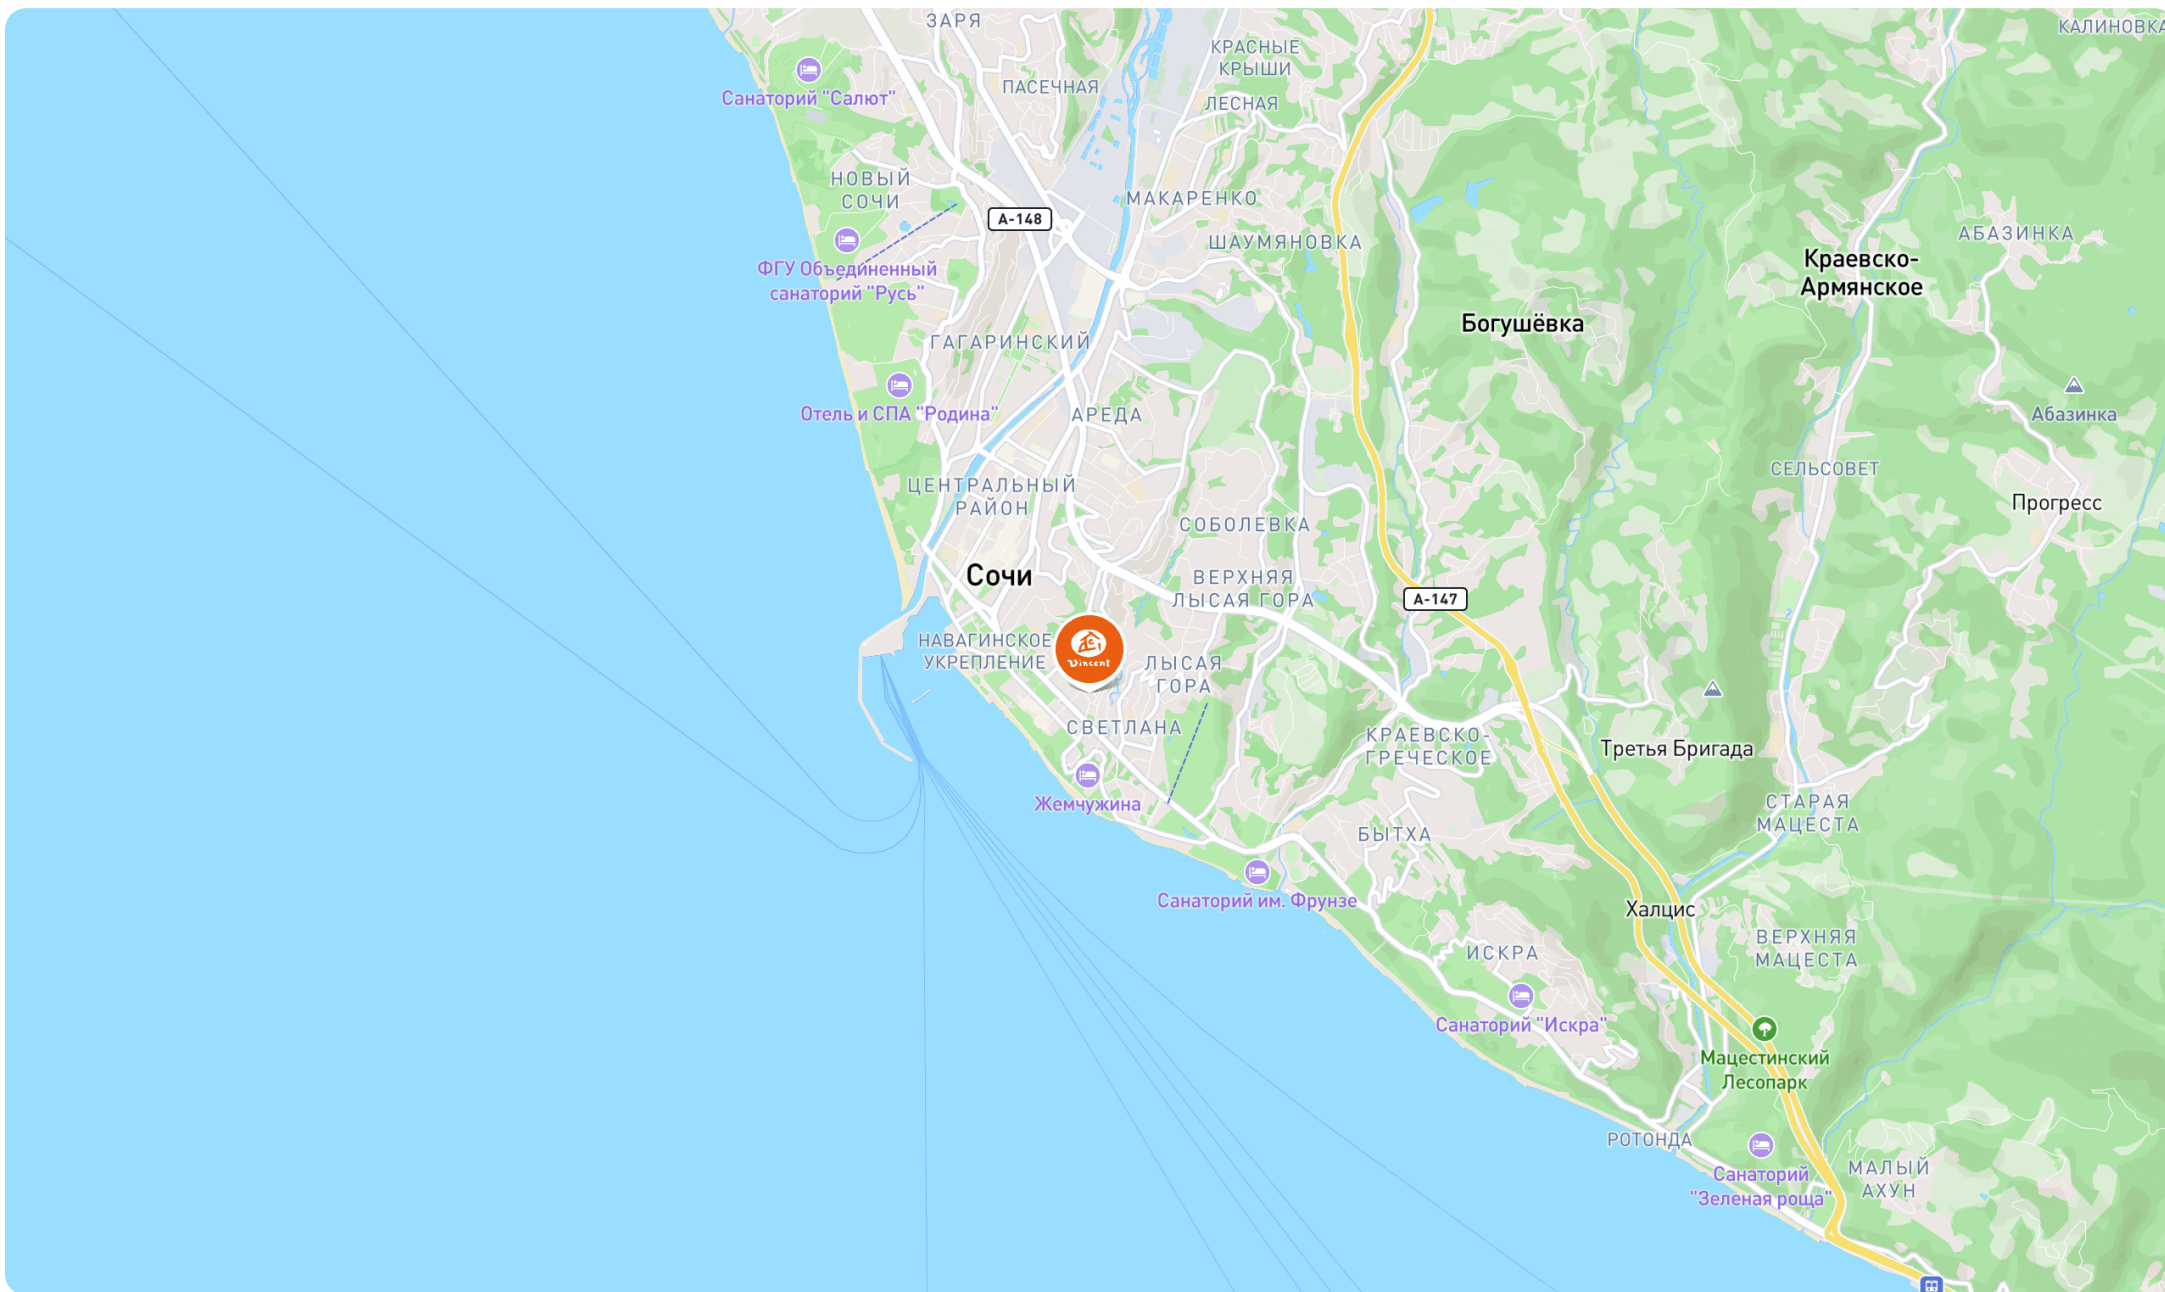 ЗАРЯ
КАЛИНОВКА
КРАСНЫЕ
КРЫШИ
ПАСЕЧНАЯ
Санаторий "Салют"
ЛЕСНАЯ
НОВЫЙ
СОЧИ
МАКАРЕНКО
А-148
АБАЗИНКА
ШАУМЯНОВКА
Краевско-
Армянское
ФГУ Объединенный
санаторий "Русь"
Богушёвка
ГАГАРИНСКИЙ
Отель и СПА "Родина"
АРЕДА
Абазинка
СЕЛЬСОВЕТ
ЦЕНТРАЛЬНЫЙ
РАЙОН
Прогресс
СОБОЛЕВКА
Сочи
ВЕРХНЯЯ
ЛЫСАЯ ГОРА
А-147
НАВАГИНСКОЕ
УКРЕПЛЕНИЕ
Vincent
ЛЫСАЯ
ГОРА
СВЕТЛАНА
КРАЕВСКО-
ГРЕЧЕСКОЕ
Третья Бригада
Жемчужина
СТАРАЯ
МАЦЕСТА
БЫТХА
Санаторий им. Фрунзе
Халцис
ВЕРХНЯЯ
МАЦЕСТА
ИСКРА
Санаторий "Искра"
Мацестинский
Лесопарк
РОТОНДА
Санаторий
"Зеленая роща"
МАЛЫЙ
АХУН